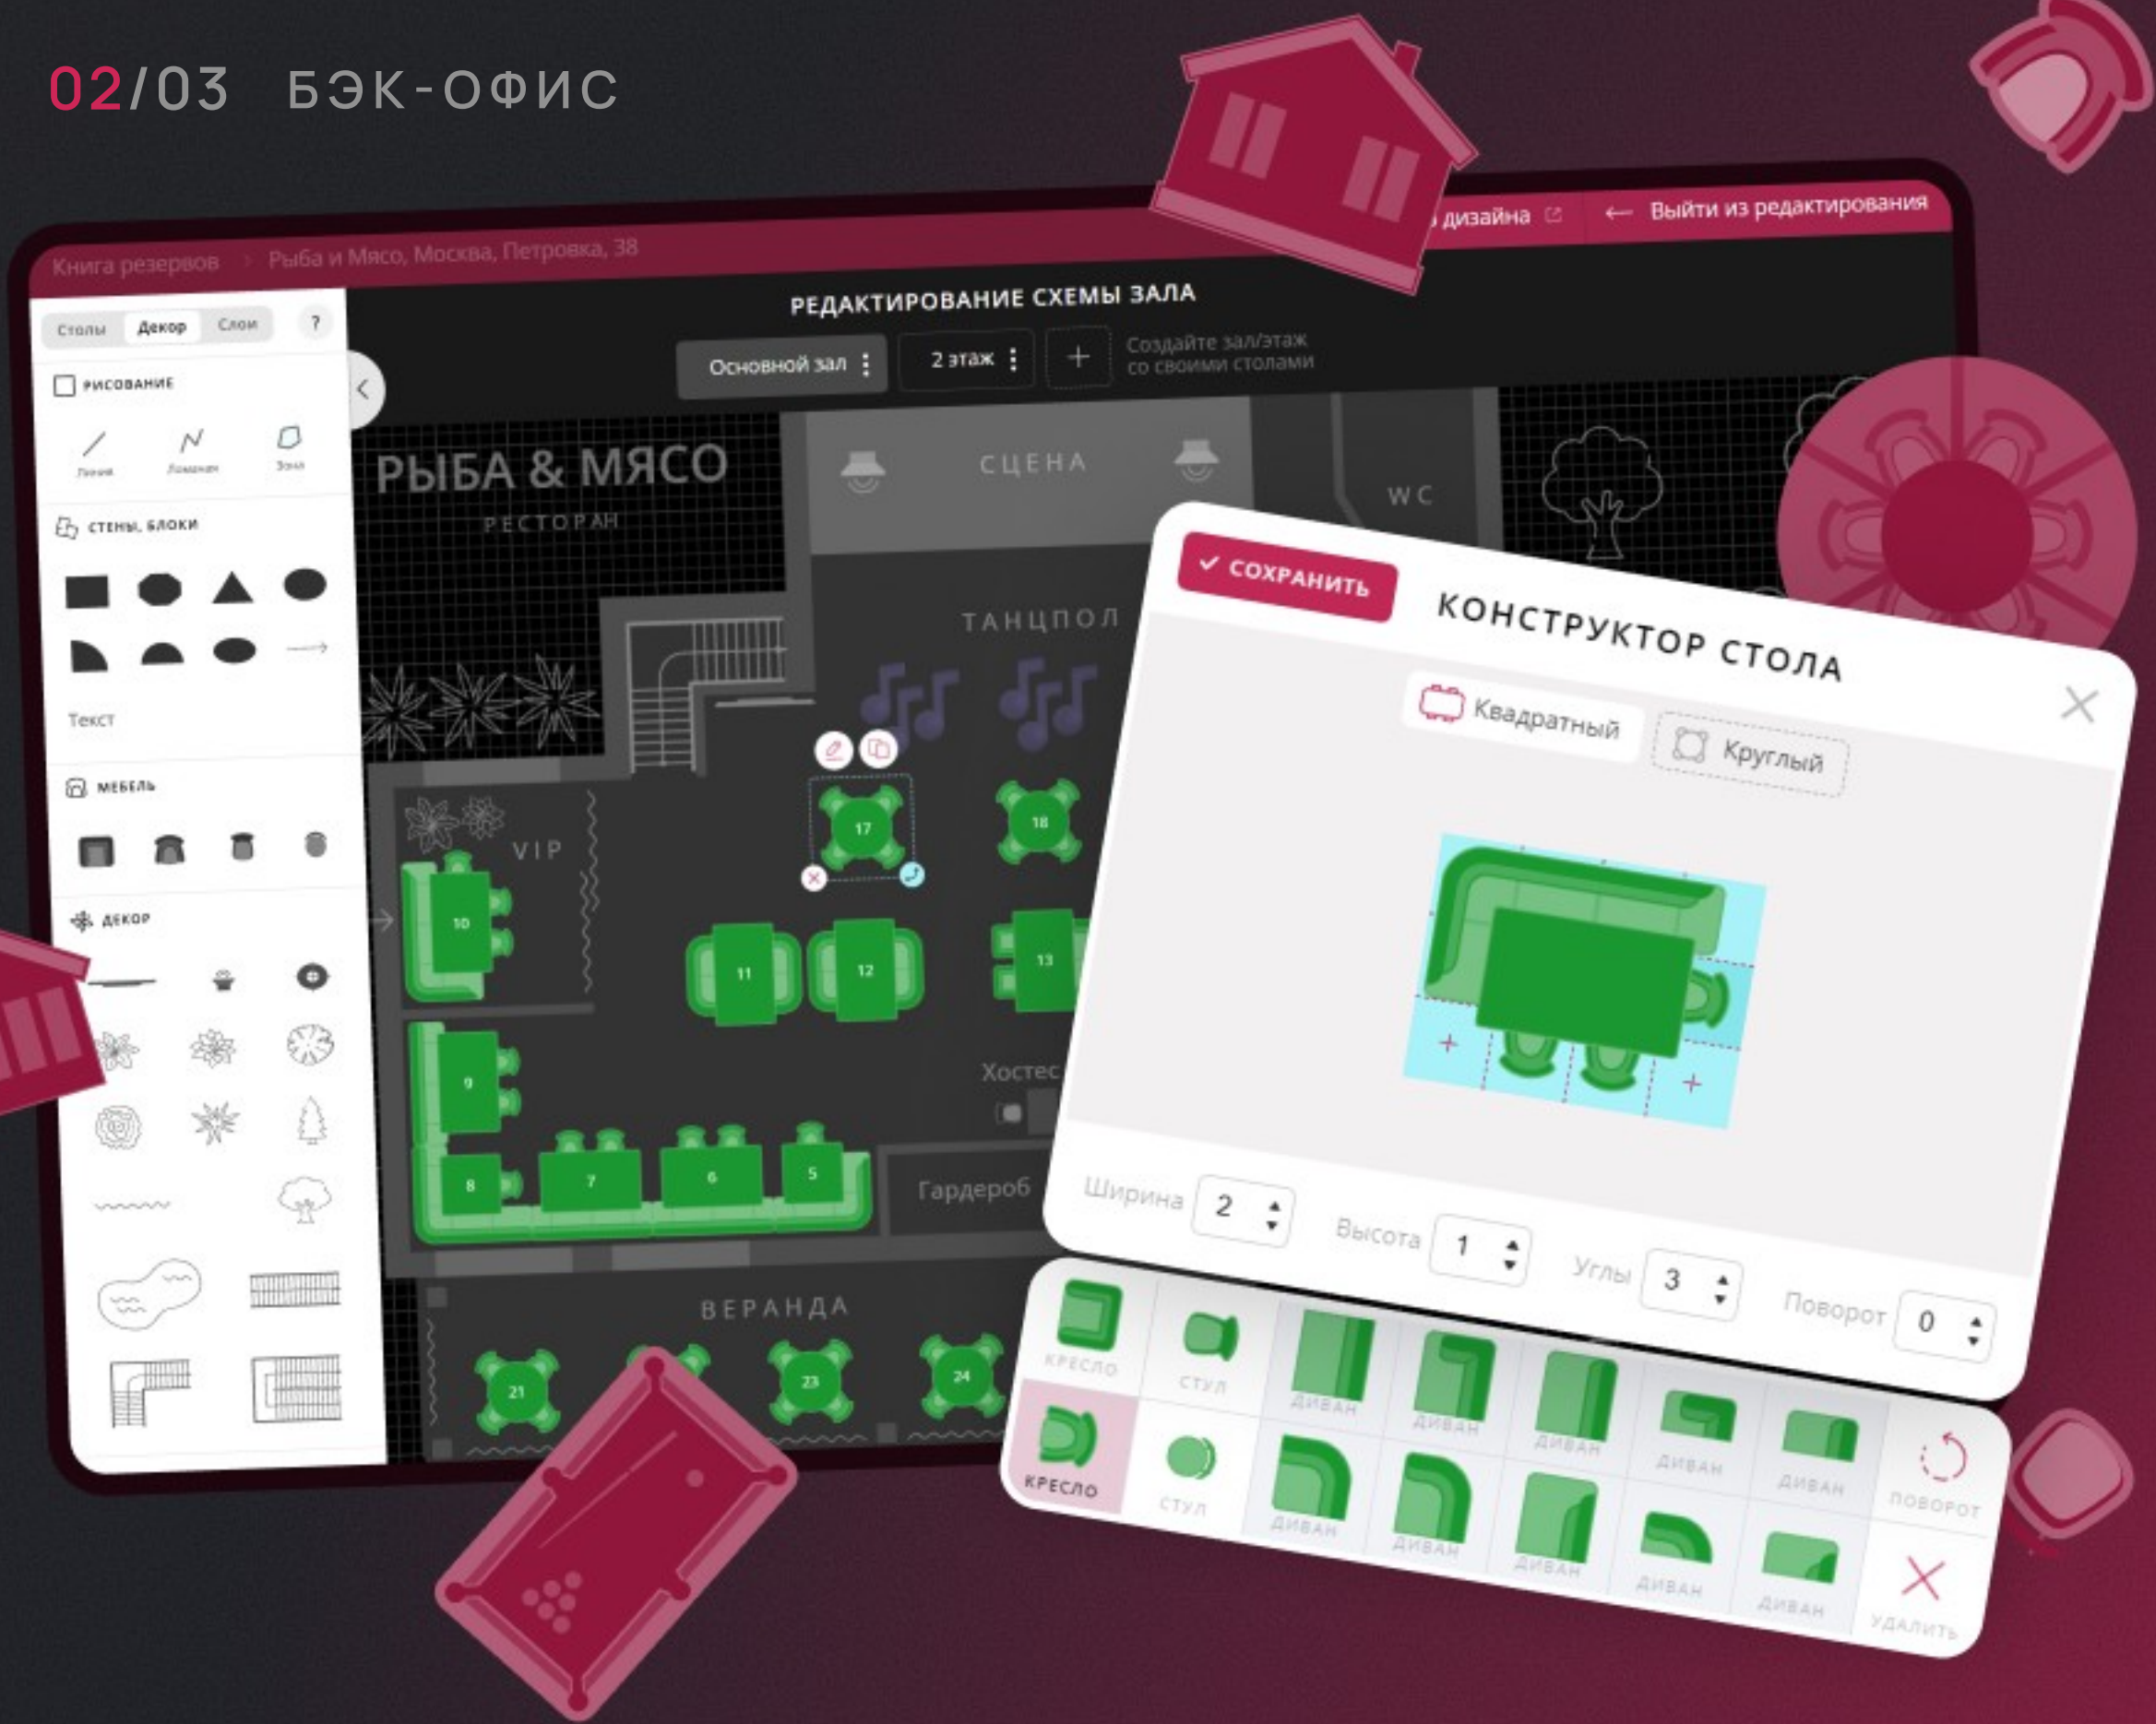 02/03 БЭК-ОФИС
Книга резервов > Рыба и Мясо, Москва, Петровка, 38
дизайна
← Выйти из редактирования
РЕДАКТИРОВАНИЕ СХЕМЫ ЗАЛА
Основной зал
2 этаж
+
Создайте зал/этаж
со своими столами
Столы Декор Слои ?
РИСОВАНИЕ
Линия Ломаная Зона
СТЕНЫ, БЛОКИ
Текст
МЕБЕЛЬ
ДЕКОР
РЫБА & МЯСО
РЕСТОРАН
СЦЕНА
WC
ТАНЦПОЛ
VIP
17
18
10
11
12
13
9
Хостес
8
7
6
5
Гардероб
ВЕРАНДА
21
23
24
СОХРАНИТЬ
КОНСТРУКТОР СТОЛА
Квадратный
Круглый
Ширина 2
Высота 1
Углы 3
Поворот 0
КРЕСЛО СТУЛ ДИВАН ДИВАН ДИВАН ДИВАН ДИВАН ПОВОРОТ
КРЕСЛО СТУЛ ДИВАН ДИВАН ДИВАН ДИВАН ДИВАН УДАЛИТЬ